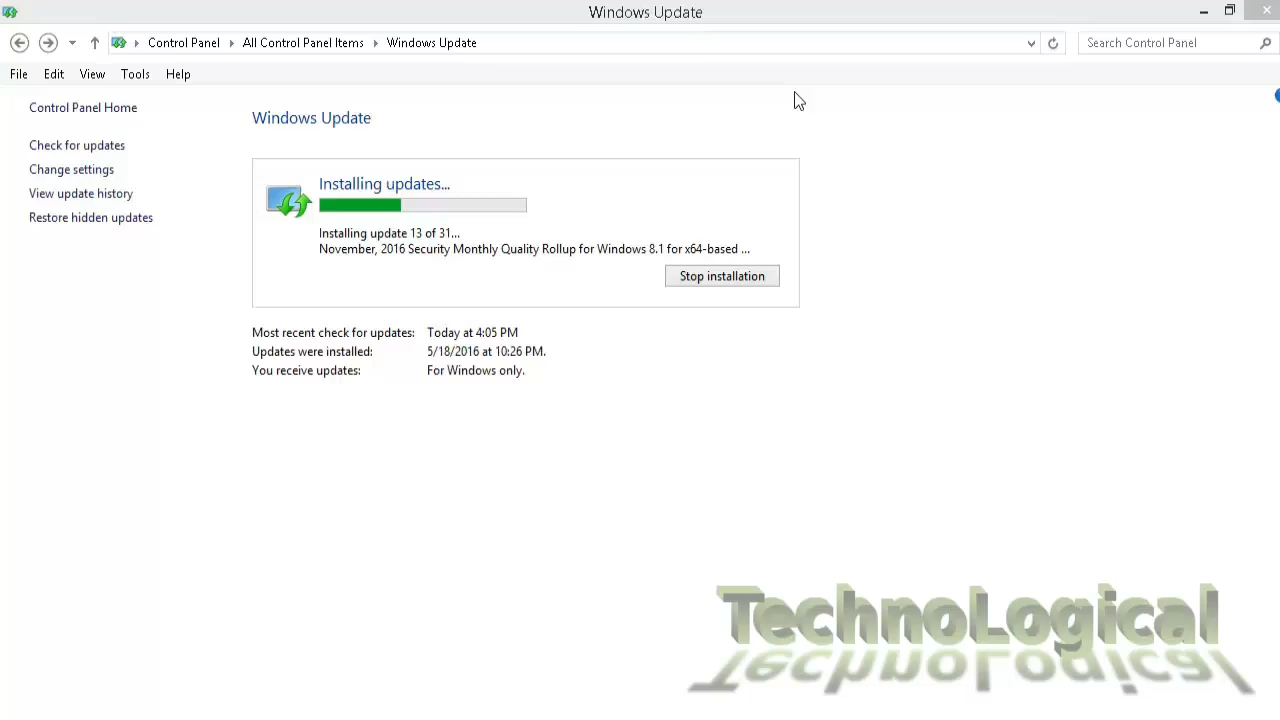 Windows Update
Control Panel
All Control Panel Items
Windows Update
Search Control Panel
File Edit View Tools Help
Control Panel Home
Check for updates
Change settings
View update history
Restore hidden updates
Windows Update
Installing updates...
Installing update 13 of 31...
November, 2016 Security Monthly Quality Rollup for Windows 8.1 for x64-based ...
Stop installation
Most recent check for updates: Today at 4:05 PM
Updates were installed: 5/18/2016 at 10:26 PM.
You receive updates: For Windows only.
TechnoLogical